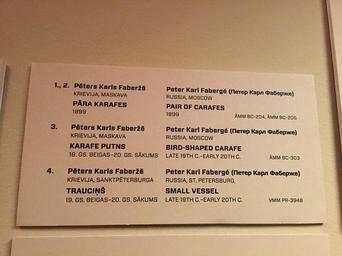 1., 2. Pēters Karls Faberžē Peter Karl Fabergé (Петер Карл Фаберже)
KRIEVIJA, MASKAVA RUSSIA, MOSCOW
PĀRA KARAFES PAIR OF CARAFES
1899 1899 ĀMM BC-204, ĀMM BC-205
3. Pēters Karls Faberžē Peter Karl Fabergé (Петер Карл Фаберже)
KRIEVIJA, MASKAVA RUSSIA, MOSCOW
KARAFE PUTNS BIRD-SHAPED CARAFE
19. GS. BEIGAS–20. GS. SĀKUMS LATE 19TH C.–EARLY 20TH C. ĀMM BC-303
4. Pēters Karls Faberžē Peter Karl Fabergé (Петер Карл Фаберже)
KRIEVIJA, SANKTPĒTERBURGA RUSSIA, ST. PETERSBURG,
TRAUCIŅŠ SMALL VESSEL
19. GS. BEIGAS–20. GS. SĀKUMS LATE 19TH C.–EARLY 20TH C. VMM PR-3948